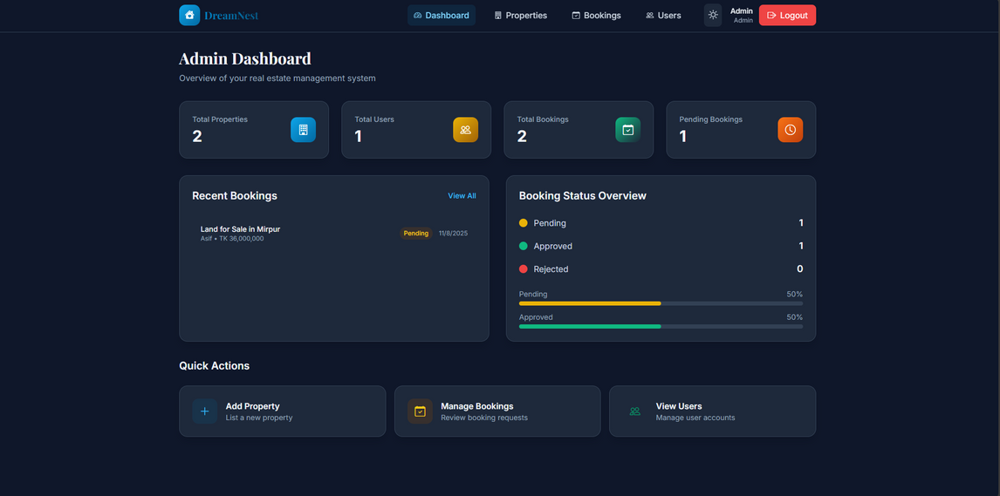 DreamNest
Dashboard
Properties
Bookings
Users
Admin
Admin
Logout
Admin Dashboard
Overview of your real estate management system
Total Properties
2
Total Users
1
Total Bookings
2
Pending Bookings
1
Recent Bookings
View All
Land for Sale in Mirpur
Asif • TK 36,000,000
Pending
11/8/2025
Booking Status Overview
Pending
1
Approved
1
Rejected
0
Pending
50%
Approved
50%
Quick Actions
Add Property
List a new property
Manage Bookings
Review booking requests
View Users
Manage user accounts